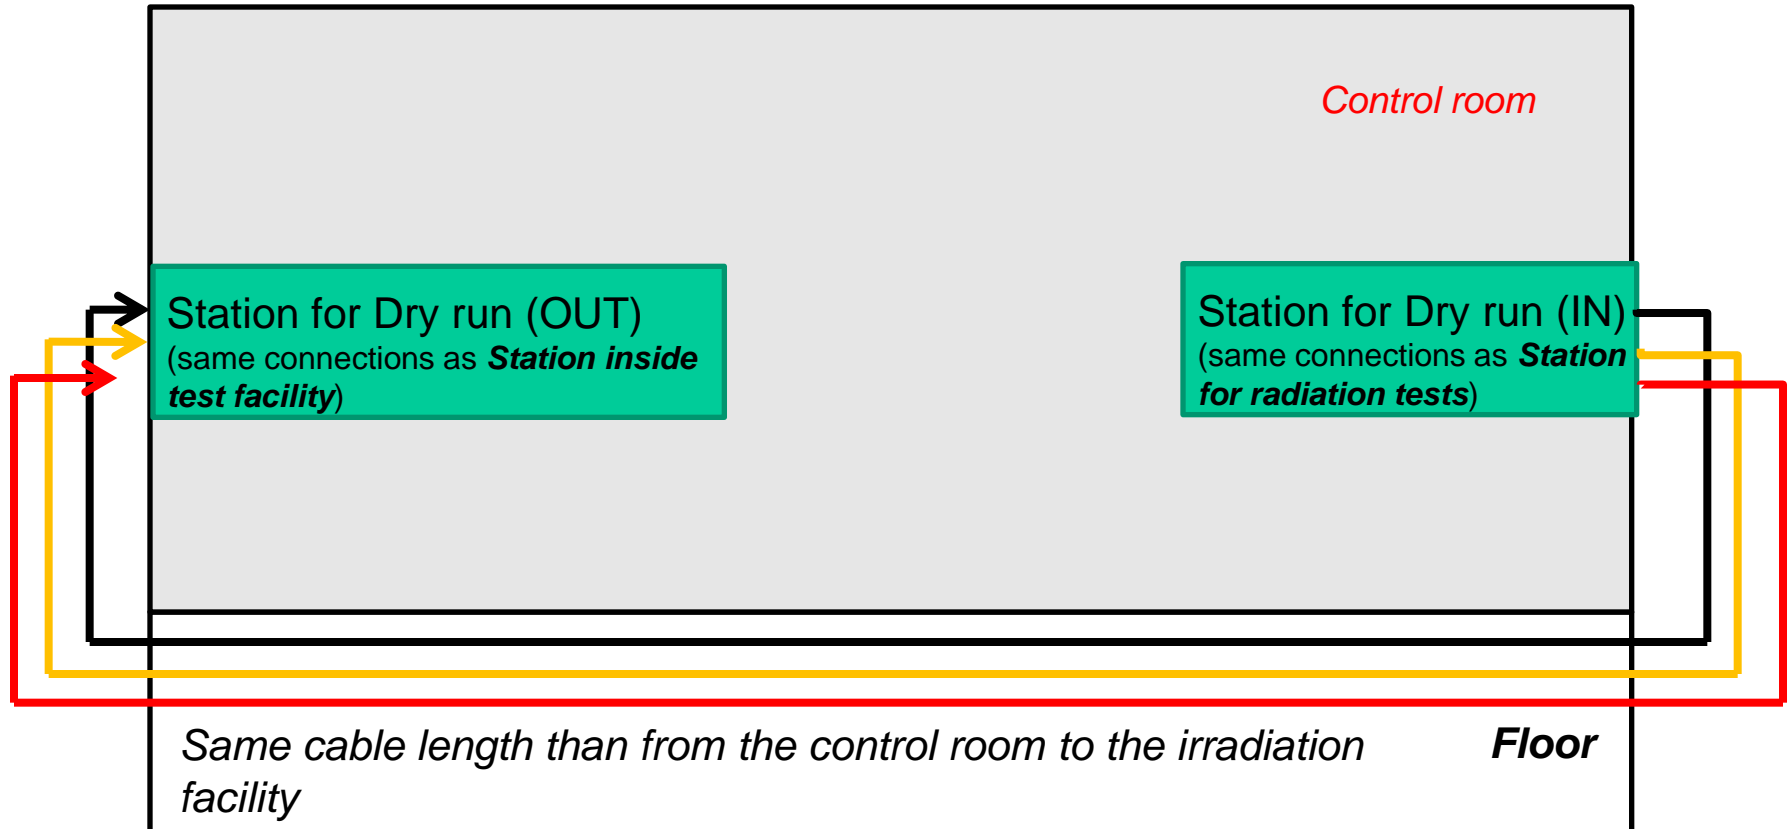 Control room
Station for Dry run (OUT)
(same connections as Station inside
test facility)
Station for Dry run (IN)
(same connections as Station
for radiation tests)
Same cable length than from the control room to the irradiation
facility
Floor